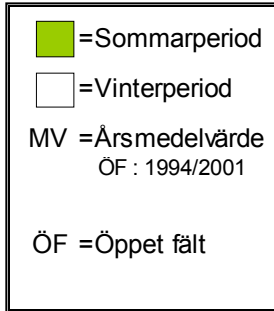 =Sommarperiod
=Vinterperiod
MV =Årsmedelvärde
ÖF : 1994/2001
ÖF =Öppet fält